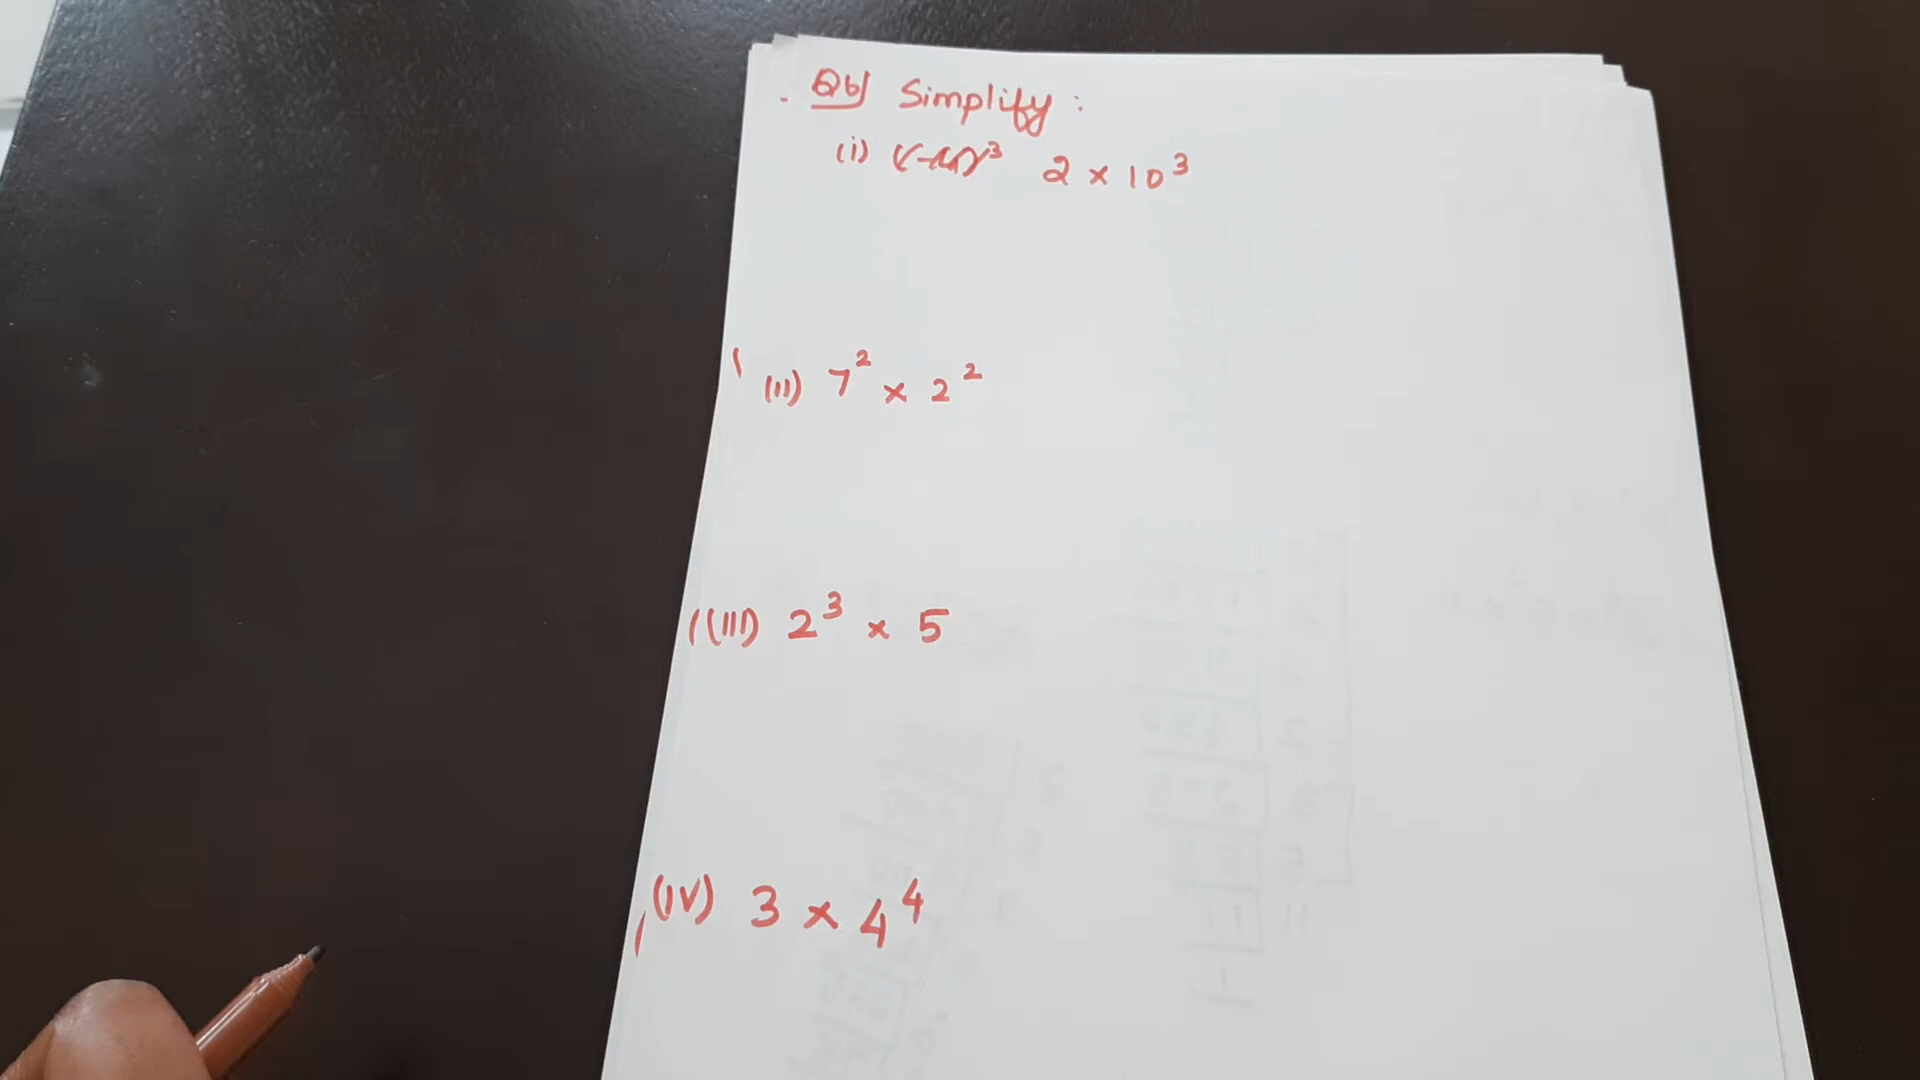 Q6) Simplify :
(i) 2 × 10³
(ii) 7² × 2²
(iii) 2³ × 5
(iv) 3 × 4⁴